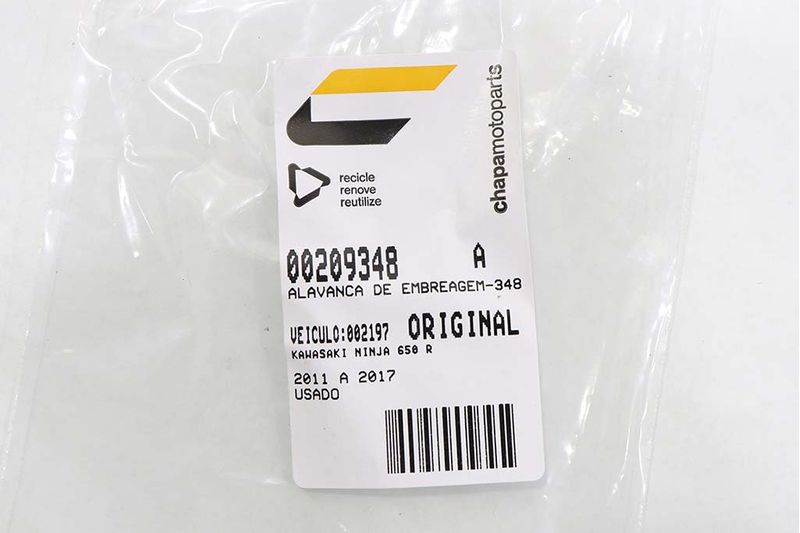 chapamotoparts
recicle
renove
reutilize
00209348 A
ALAVANCA DE EMBREAGEM-348
VEICULO:002197 ORIGINAL
KAWASAKI NINJA 650 R
2011 A 2017
USADO